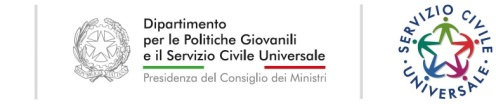 Dipartimento
per le Politiche Giovanili
e il Servizio Civile Universale
Presidenza del Consiglio dei Ministri
SERVIZIO CIVILE
UNIVERSALE